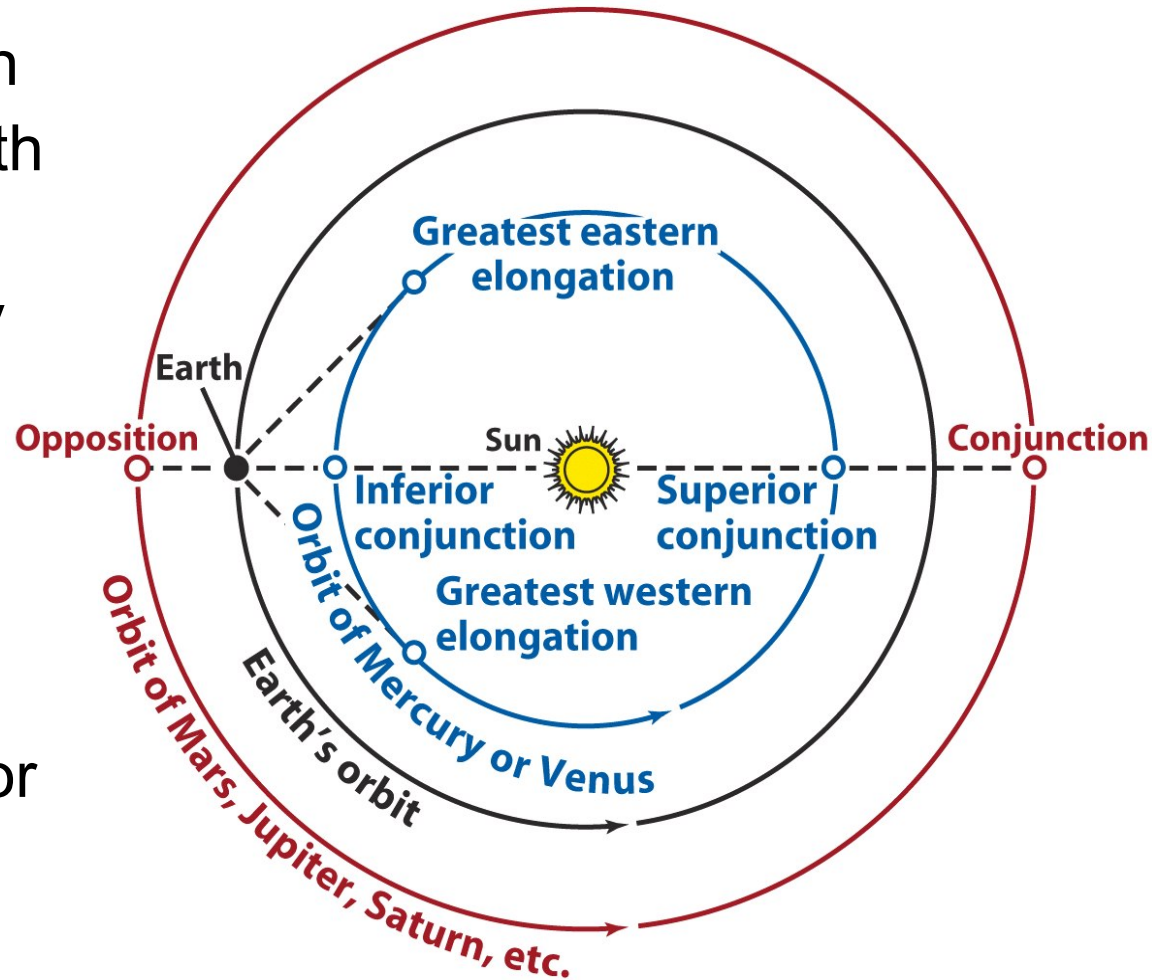 Greatest eastern
elongation
Earth
Opposition
Sun
Conjunction
Inferior
conjunction
Superior
conjunction
Greatest western
elongation
Orbit of Mercury or Venus
Earth's orbit
Orbit of Mars, Jupiter, Saturn, etc.
or